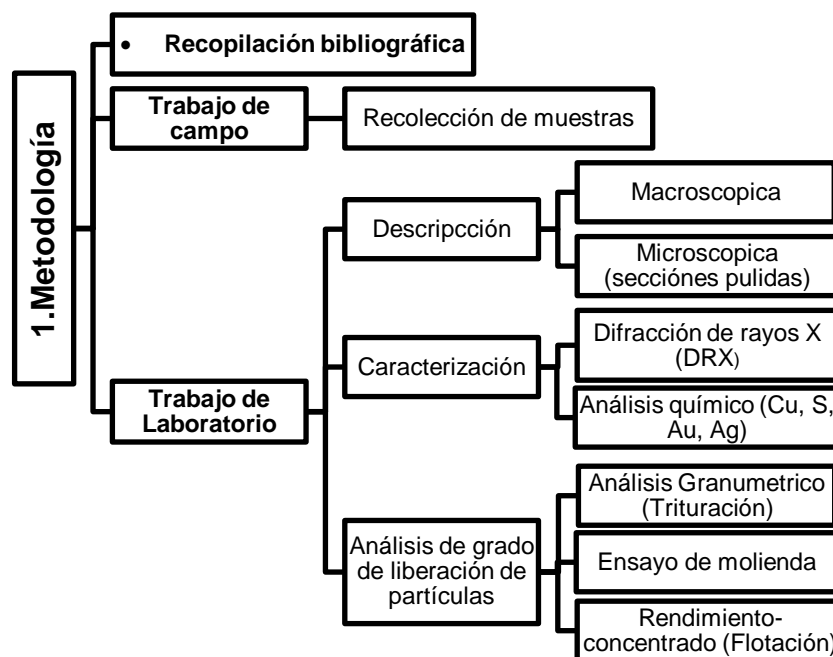 1.Metodología
• Recopilación bibliográfica
Trabajo de
campo
Recolección de muestras
Trabajo de
Laboratorio
Descripcción
Macroscopica
Microscopica
(secciónes pulidas)
Caracterización
Difracción de rayos X
(DRX)
Análisis químico (Cu, S,
Au, Ag)
Análisis de grado
de liberación de
partículas
Análisis Granumetrico
(Trituración)
Ensayo de molienda
Rendimiento-
concentrado (Flotación)